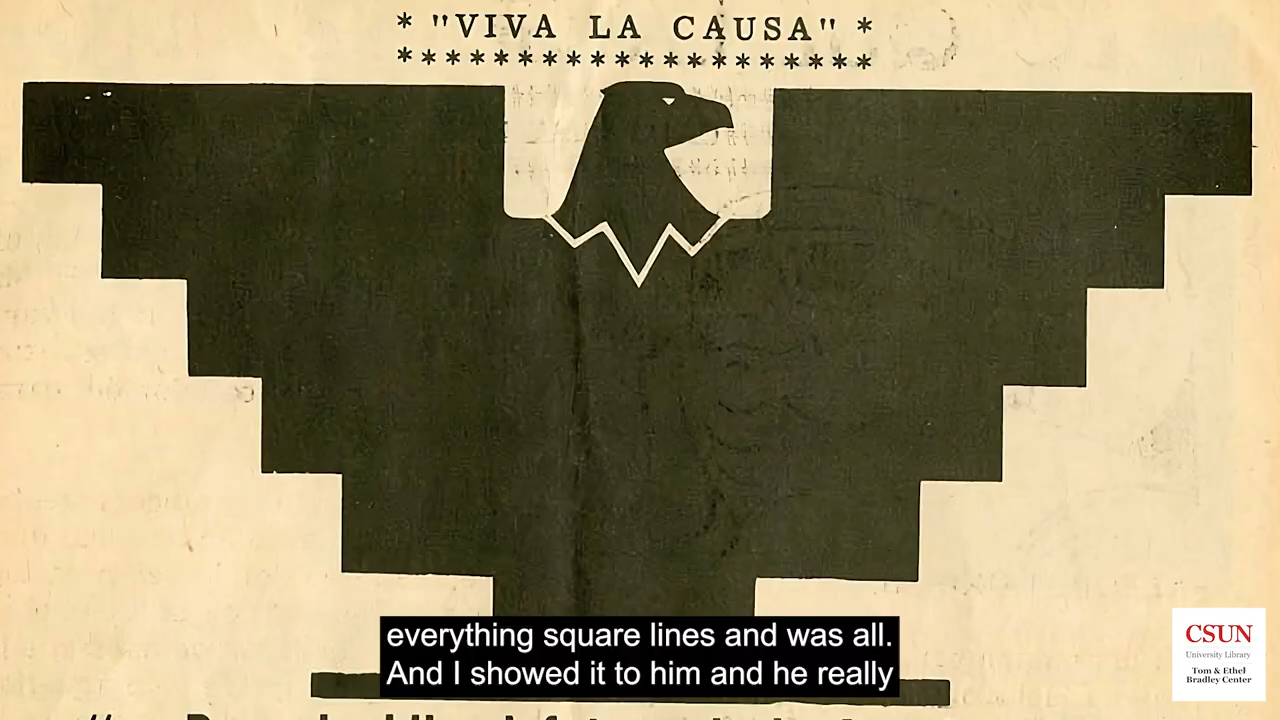 * "VIVA LA CAUSA" *
********************
everything square lines and was all.
And I showed it to him and he really
CSUN
University Library
Tom & Ethel
Bradley Center